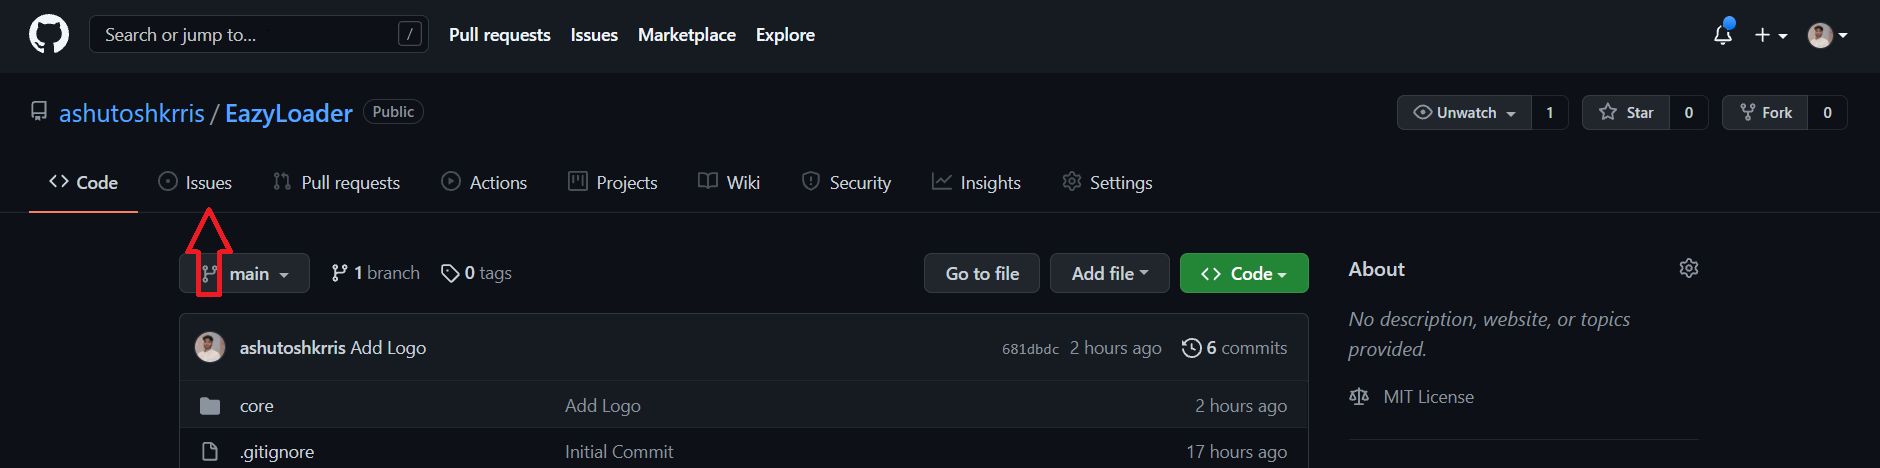 Search or jump to... / Pull requests Issues Marketplace Explore
ashutoshkrris / EazyLoader Public Unwatch 1 Star 0 Fork 0
Code Issues Pull requests Actions Projects Wiki Security Insights Settings
main 1 branch 0 tags Go to file Add file Code
About
No description, website, or topics
provided.
ashutoshkrris Add Logo 681dbdc 2 hours ago 6 commits
MIT License
core Add Logo 2 hours ago
.gitignore Initial Commit 17 hours ago